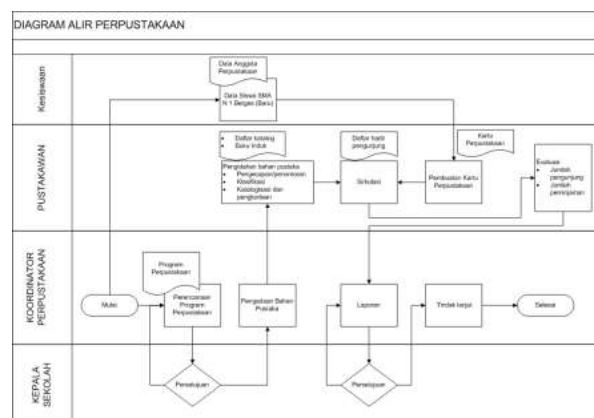 DIAGRAM ALIR PERPUSTAKAAN
Kesiswaan
Data Anggota
Perpustakaan
Data Siswa SMA
N 1 Bergas (Baru)
PUSTAKAWAN
Daftar katalog
Buku Induk
Pengolahan bahan pustaka
Pengecapan/penomoran
Klasifikasi
Katalogisasi dan
Daftar hadir
pengunjung
Sirkulasi
Kartu
Perpustakaan
Pembuatan Kartu
Perpustakaan
Evaluasi
Jumlah
pengunjung
Jumlah
peminjaman
KOORDINATOR
PERPUSTAKAAN
Mulai
Program
Perpustakaan
Perencanaan
Program
Perpustakaan
Pengadaan Bahan
Pustaka
Laporan
Tindak lanjut
Selesai
KEPALA
SEKOLAH
Persetujuan
Persetujuan